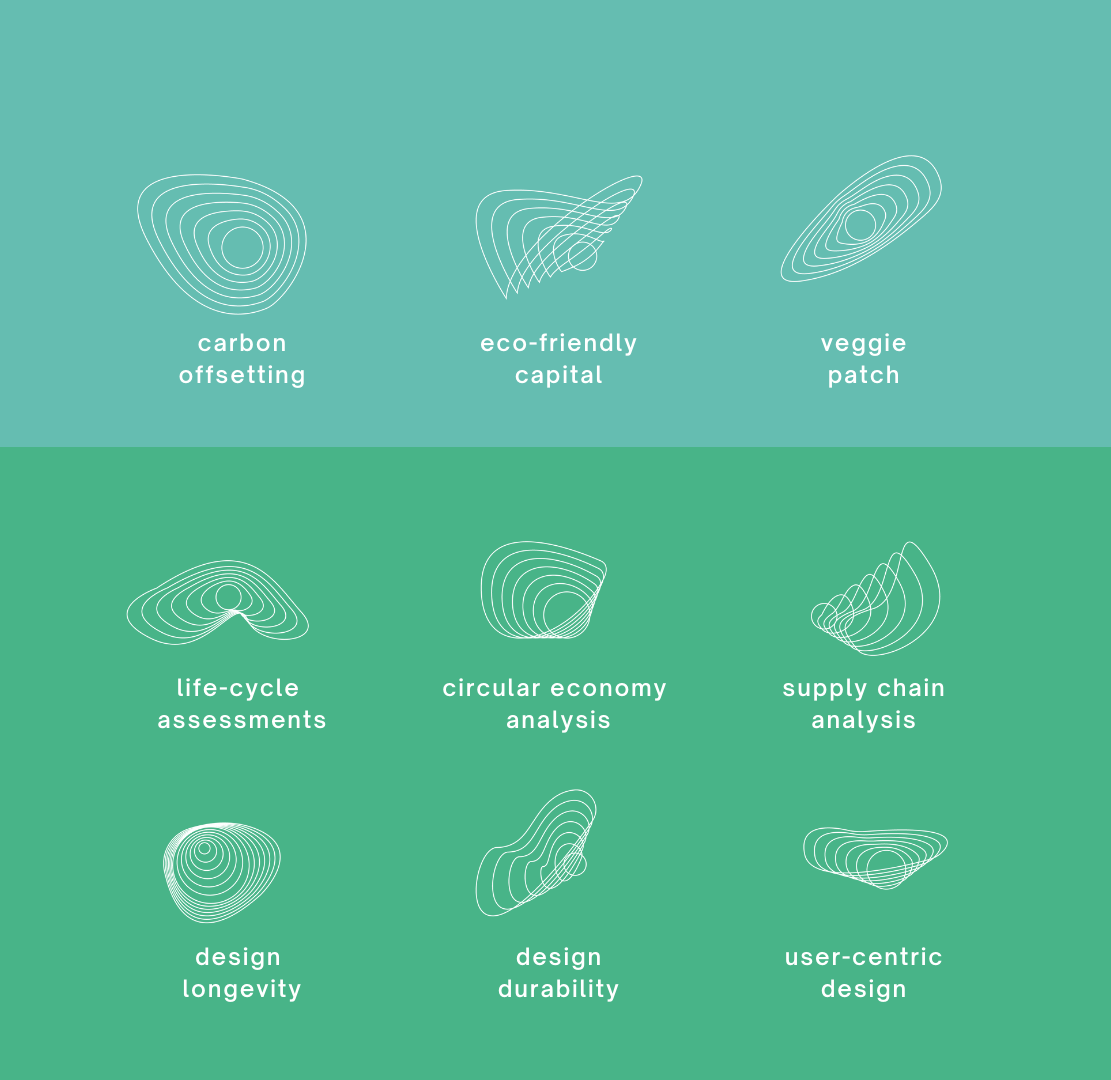 carbon
offsetting
eco-friendly
capital
veggie
patch
life-cycle
assessments
circular economy
analysis
supply chain
analysis
design
longevity
design
durability
user-centric
design